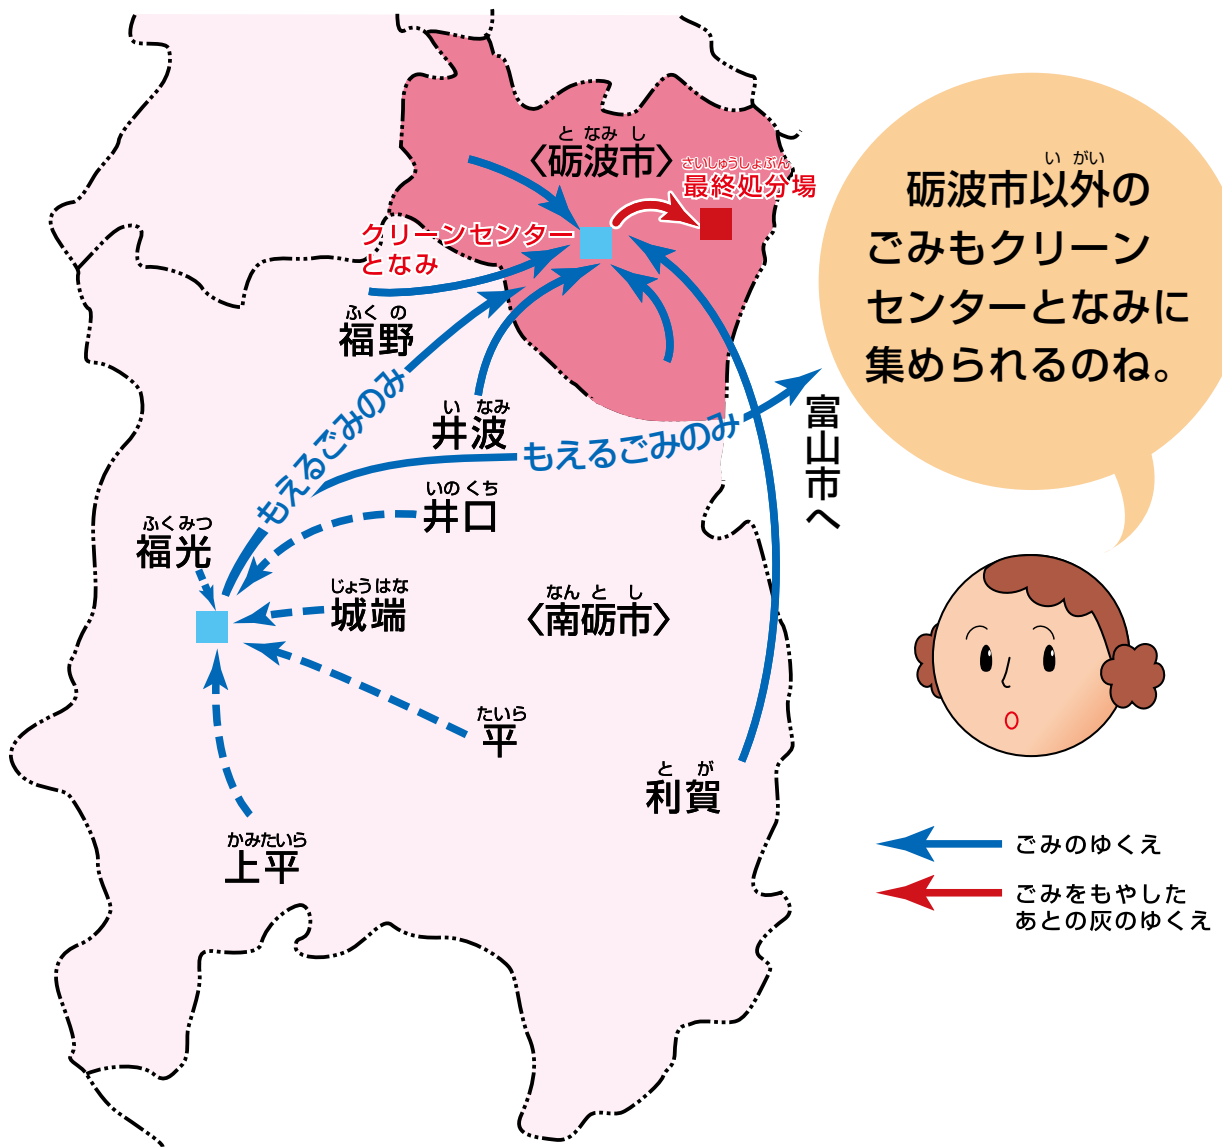 となみし
〈砺波市〉
さいしゅうしょぶん
最終処分場
クリーンセンター
となみ
ふくの
福野
いなみ
井波
もえるごみのみ
もえるごみのみ
富山市へ
いのくち
井口
ふくみつ
福光
じょうはな
城端
なんとし
〈南砺市〉
たいら
平
とが
利賀
かみたいら
上平
いがい
砺波市以外の
ごみもクリーン
センターとなみに
集められるのね。
ごみのゆくえ
ごみをもやした
あとの灰のゆくえ